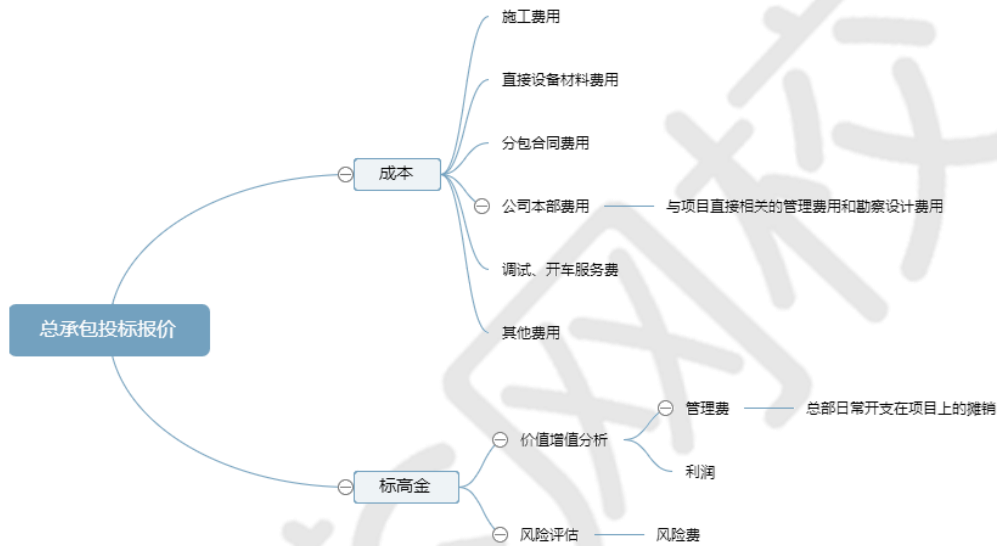 施工费用
直接设备材料费用
分包合同费用
成本
公司本部费用
与项目直接相关的管理费用和勘察设计费用
调试、开车服务费
总承包投标报价
其他费用
管理费
总部日常开支在项目上的摊销
价值增值分析
利润
标高金
风险评估
风险费
网校